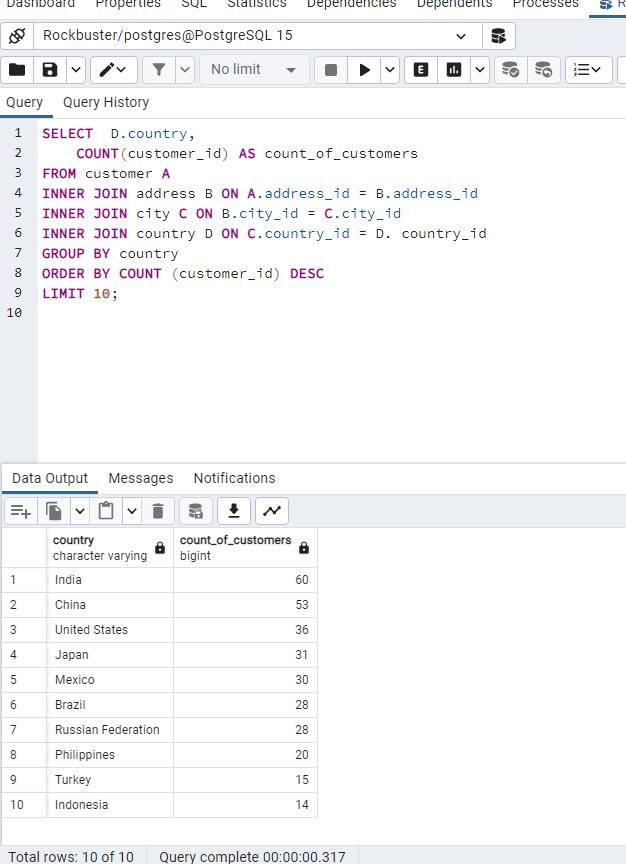 Dashboard Properties SQL Statistics Dependencies Dependents Processes
Rockbuster/postgres@PostgreSQL 15
No limit E
Query Query History
1 SELECT D.country,
2 COUNT(customer_id) AS count_of_customers
3 FROM customer A
4 INNER JOIN address B ON A.address_id = B.address_id
5 INNER JOIN city C ON B.city_id = C.city_id
6 INNER JOIN country D ON C.country_id = D. country_id
7 GROUP BY country
8 ORDER BY COUNT (customer_id) DESC
9 LIMIT 10;
10
Data Output Messages Notifications
country count_of_customers
character varying bigint
1 India 60
2 China 53
3 United States 36
4 Japan 31
5 Mexico 30
6 Brazil 28
7 Russian Federation 28
8 Philippines 20
9 Turkey 15
10 Indonesia 14
Total rows: 10 of 10 Query complete 00:00:00.317